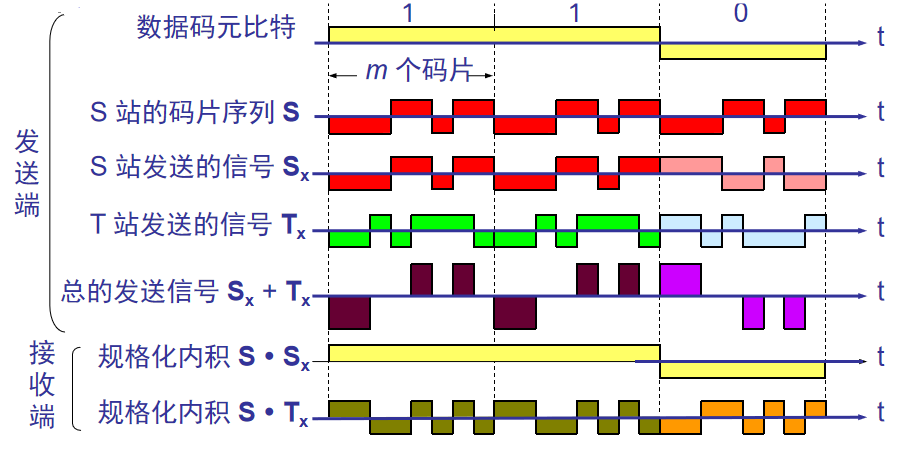 1 1 0
数据码元比特 t
m 个码片
S 站的码片序列 S t
S 站发送的信号 Sx t
T 站发送的信号 Tx t
总的发送信号 Sx + Tx t
规格化内积 S • Sx t
规格化内积 S • Tx t
发送端
接收端